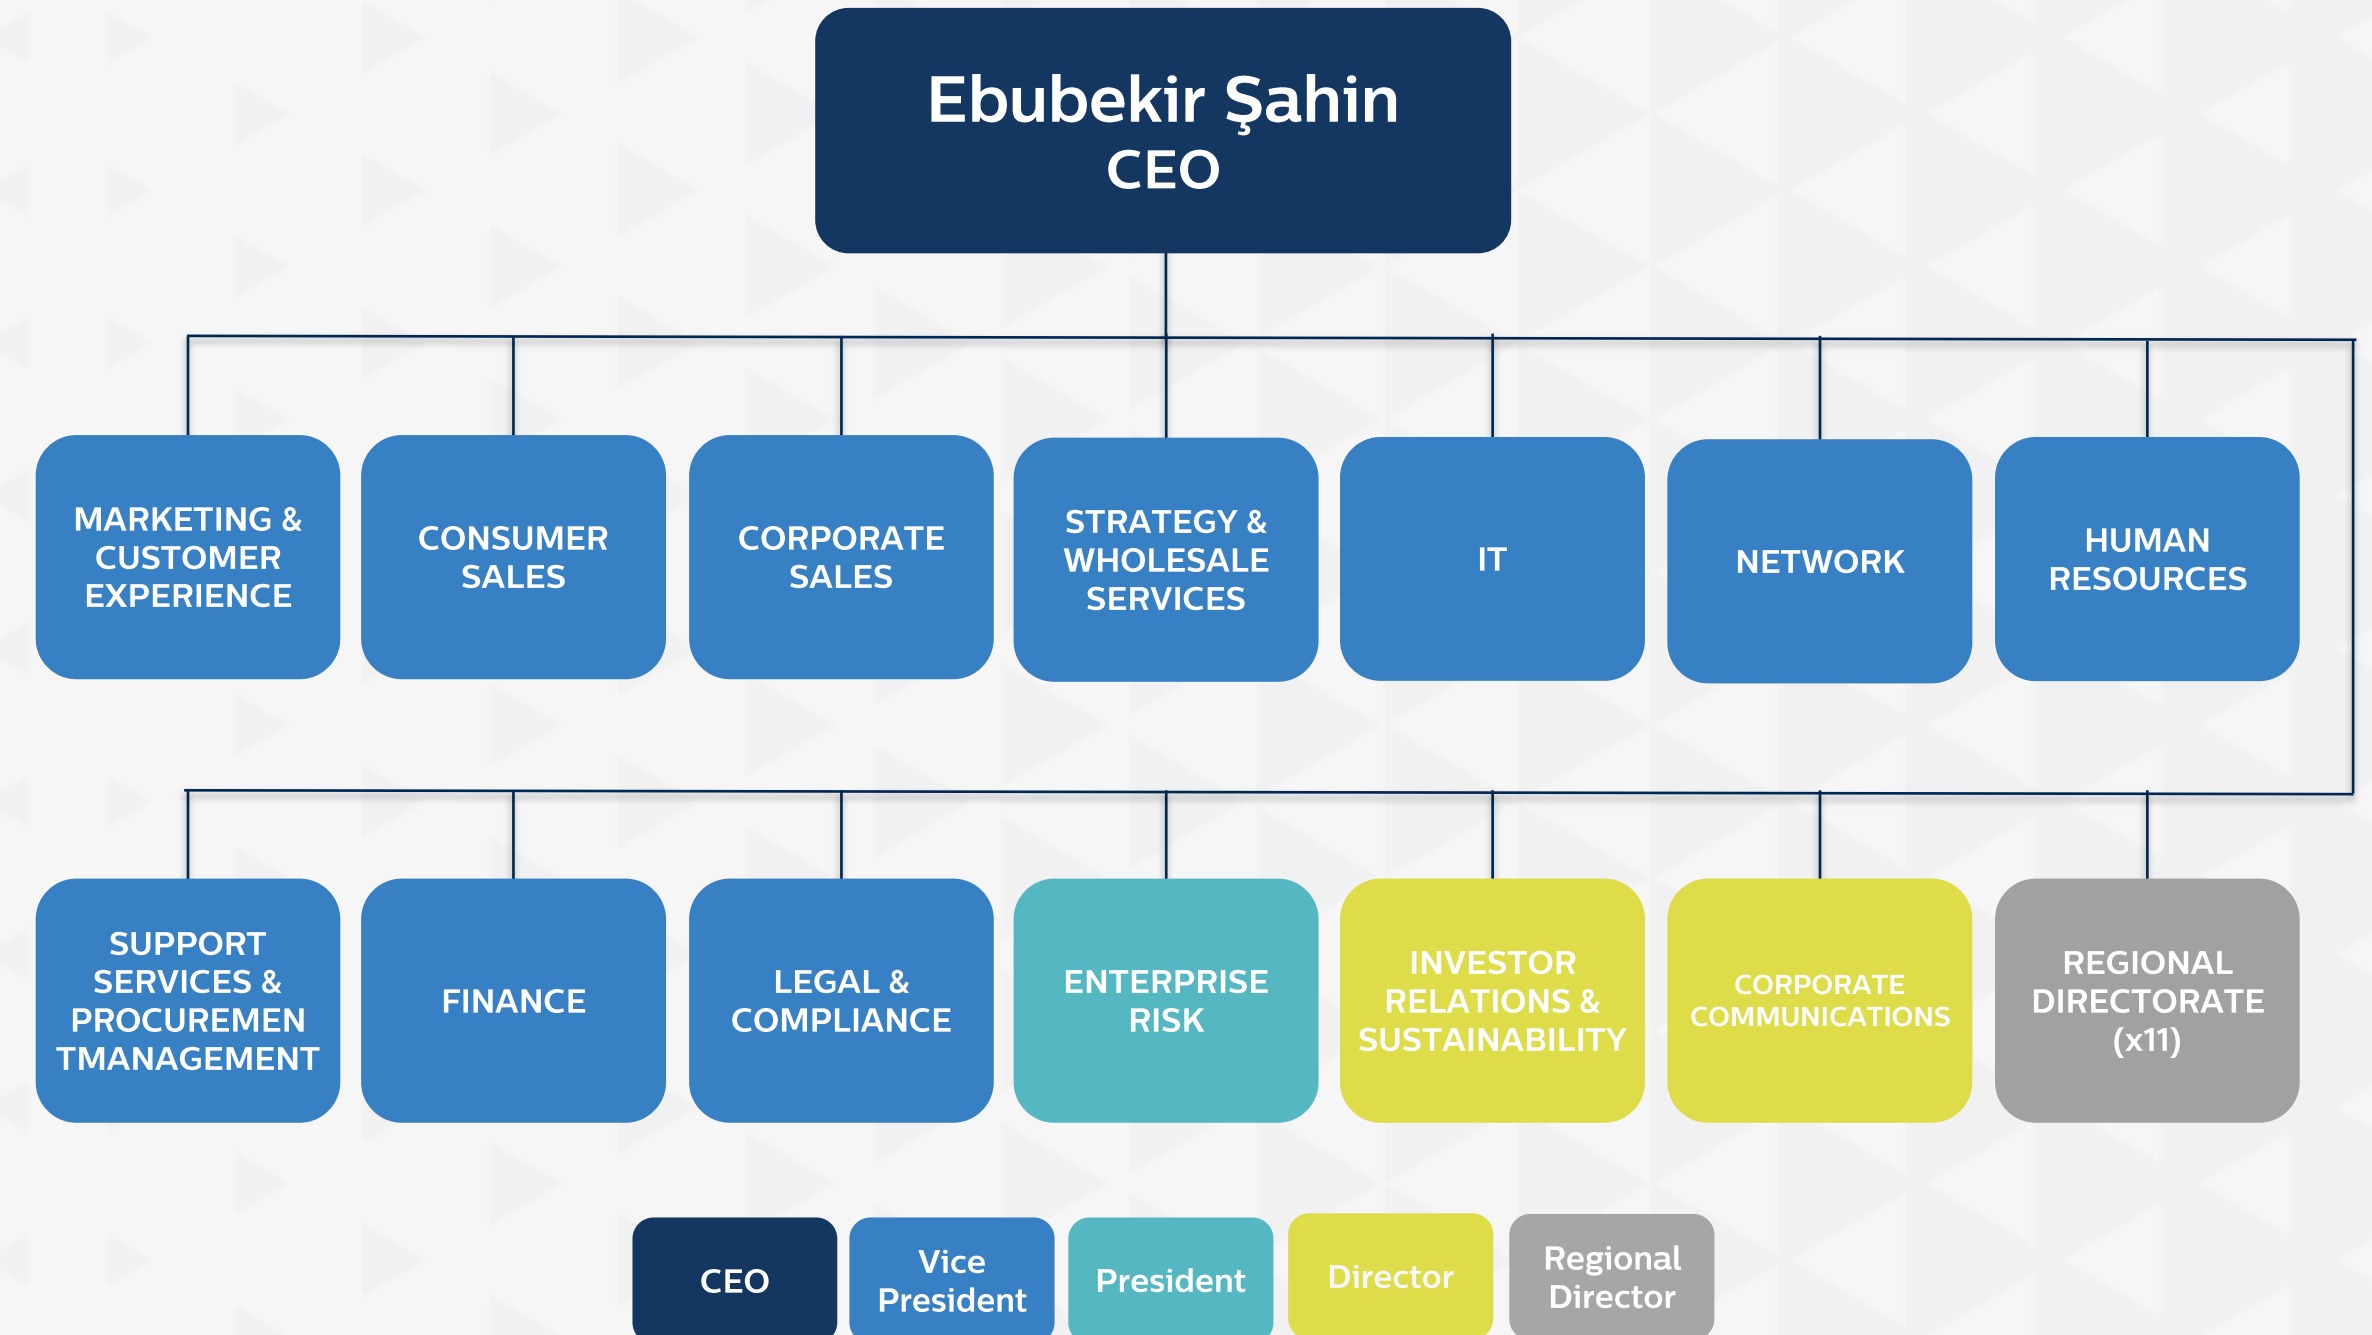 Ebubekir Şahin
CEO
MARKETING &
CUSTOMER
EXPERIENCE
CONSUMER
SALES
CORPORATE
SALES
STRATEGY &
WHOLESALE
SERVICES
IT
NETWORK
HUMAN
RESOURCES
SUPPORT
SERVICES &
PROCUREMEN
TMANAGEMENT
FINANCE
LEGAL &
COMPLIANCE
ENTERPRISE
RISK
INVESTOR
RELATIONS &
SUSTAINABILITY
CORPORATE
COMMUNICATIONS
REGIONAL
DIRECTORATE
(x11)
CEO
Vice
President
President
Director
Regional
Director